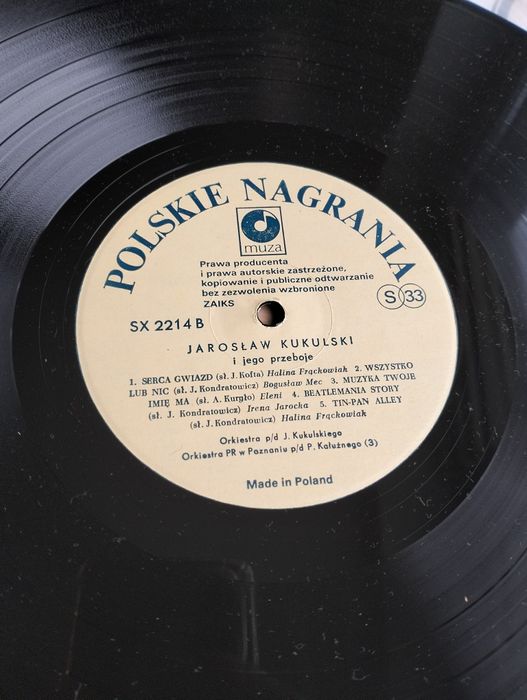 POLSKIE NAGRANIA
muza
Prawa producenta
i prawa autorskie zastrzeżone,
kopiowanie i publiczne odtwarzanie
bez zezwolenia wzbronione
ZAIKS
S 33
SX 2214 B
JAROSŁAW KUKULSKI
i jego przeboje
1. SERCA GWIAZD (sł. J. Kofta) Halina Frąckowiak 2. WSZYSTKO
LUB NIC (sł. J. Kondratowicz) Bogusław Mec 3. MUZYKA TWOJE
IMIĘ MA (sł. A. Kurgło) Eleni 4. BEATLEMANIA STORY
(sł. J. Kondratowicz) Irena Jarocka 5. TIN-PAN ALLEY
(sł. J. Kondratowicz) Halina Frąckowiak
Orkiestra p/d J. Kukulskiego
Orkiestra PR w Poznaniu p/d P. Kałużnego (3)
Made in Poland